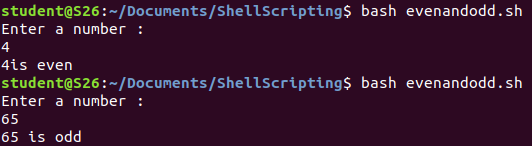 student@S26:~/Documents/ShellScripting$ bash evenandodd.sh
Enter a number :
4
4is even
student@S26:~/Documents/ShellScripting$ bash evenandodd.sh
Enter a number :
65
65 is odd